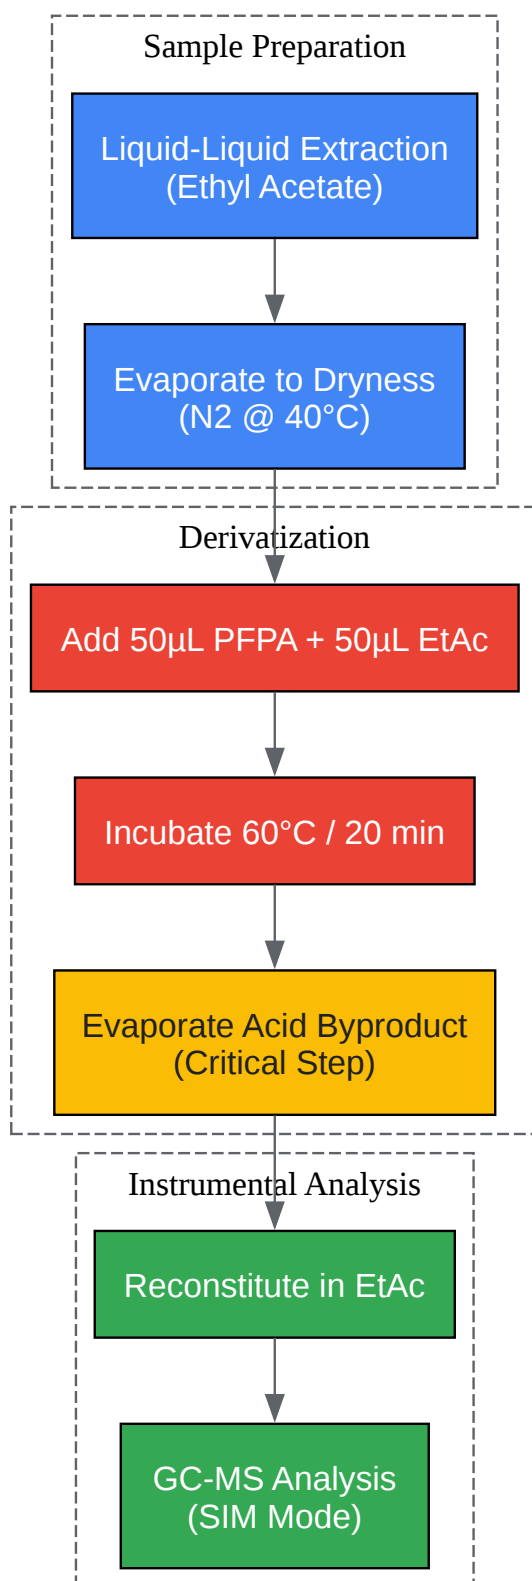 Sample Preparation
Liquid-Liquid Extraction
(Ethyl Acetate)
Evaporate to Dryness
(N2 @ 40°C)
Derivatization
Add 50µL PFPA + 50µL EtAc
Incubate 60°C / 20 min
Evaporate Acid Byproduct
(Critical Step)
Instrumental Analysis
Reconstitute in EtAc
GC-MS Analysis
(SIM Mode)